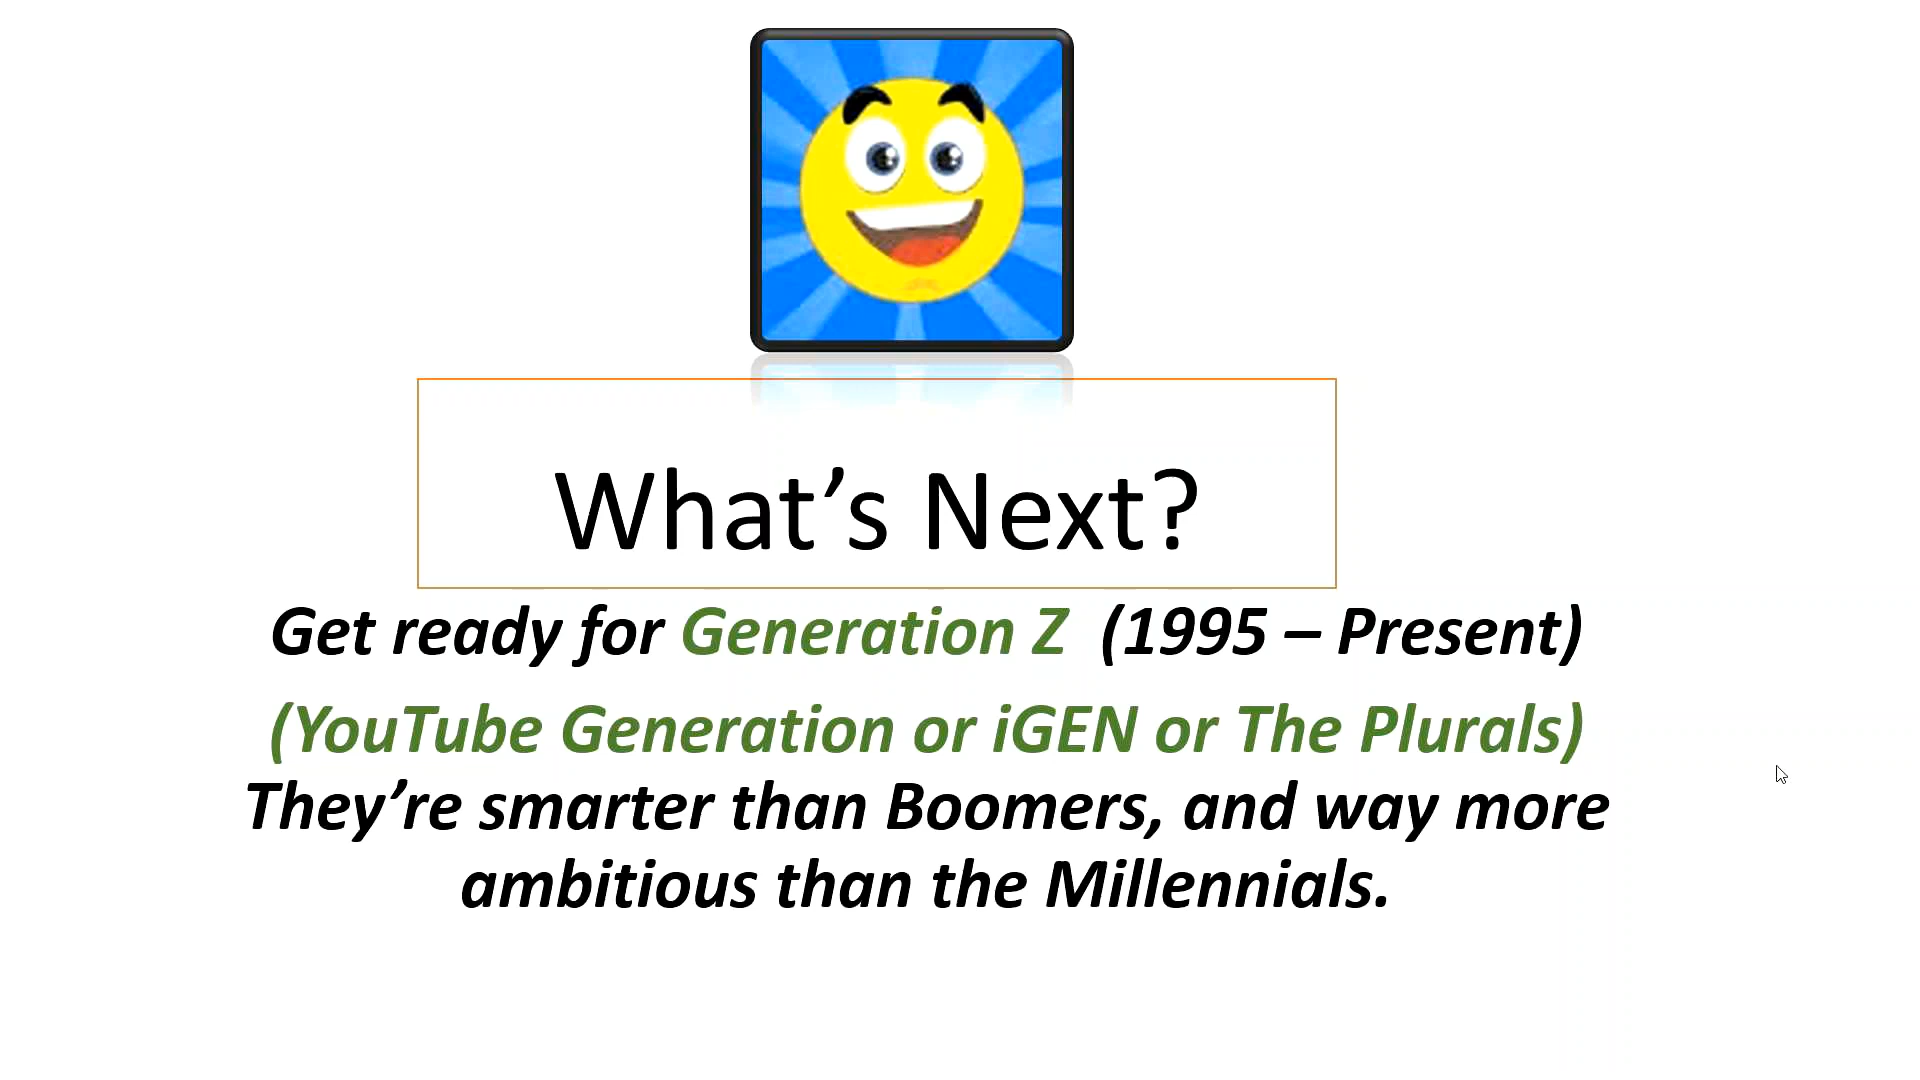 What’s Next?
Get ready for Generation Z (1995 – Present)
(YouTube Generation or iGEN or The Plurals)
They’re smarter than Boomers, and way more
ambitious than the Millennials.